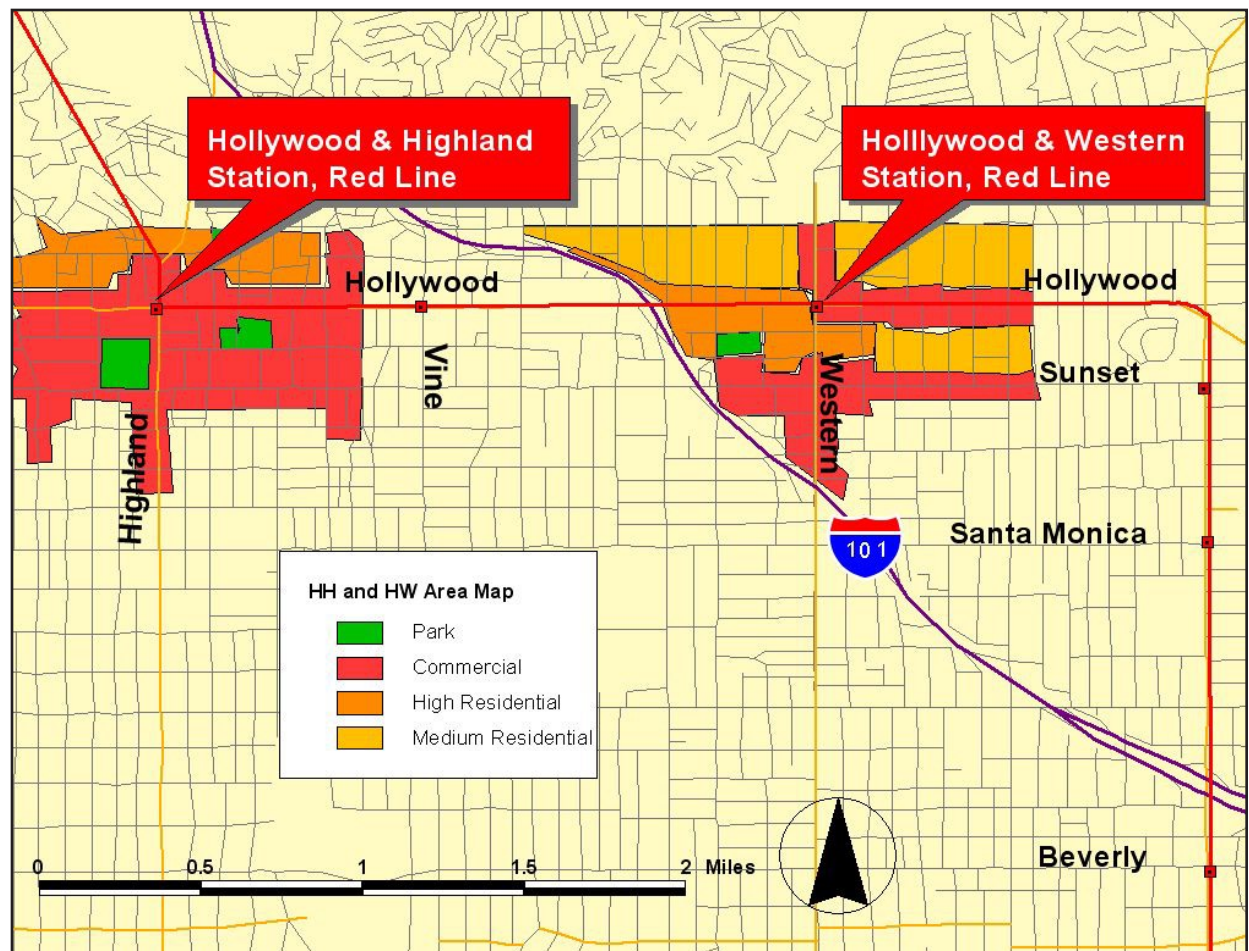 Hollywood & Highland
Station, Red Line
Holllywood & Western
Station, Red Line
Hollywood
Hollywood
Vine
Western
Sunset
Highland
Santa Monica
101
HH and HW Area Map
Park
Commercial
High Residential
Medium Residential
0 0.5 1 1.5 2 Miles
Beverly